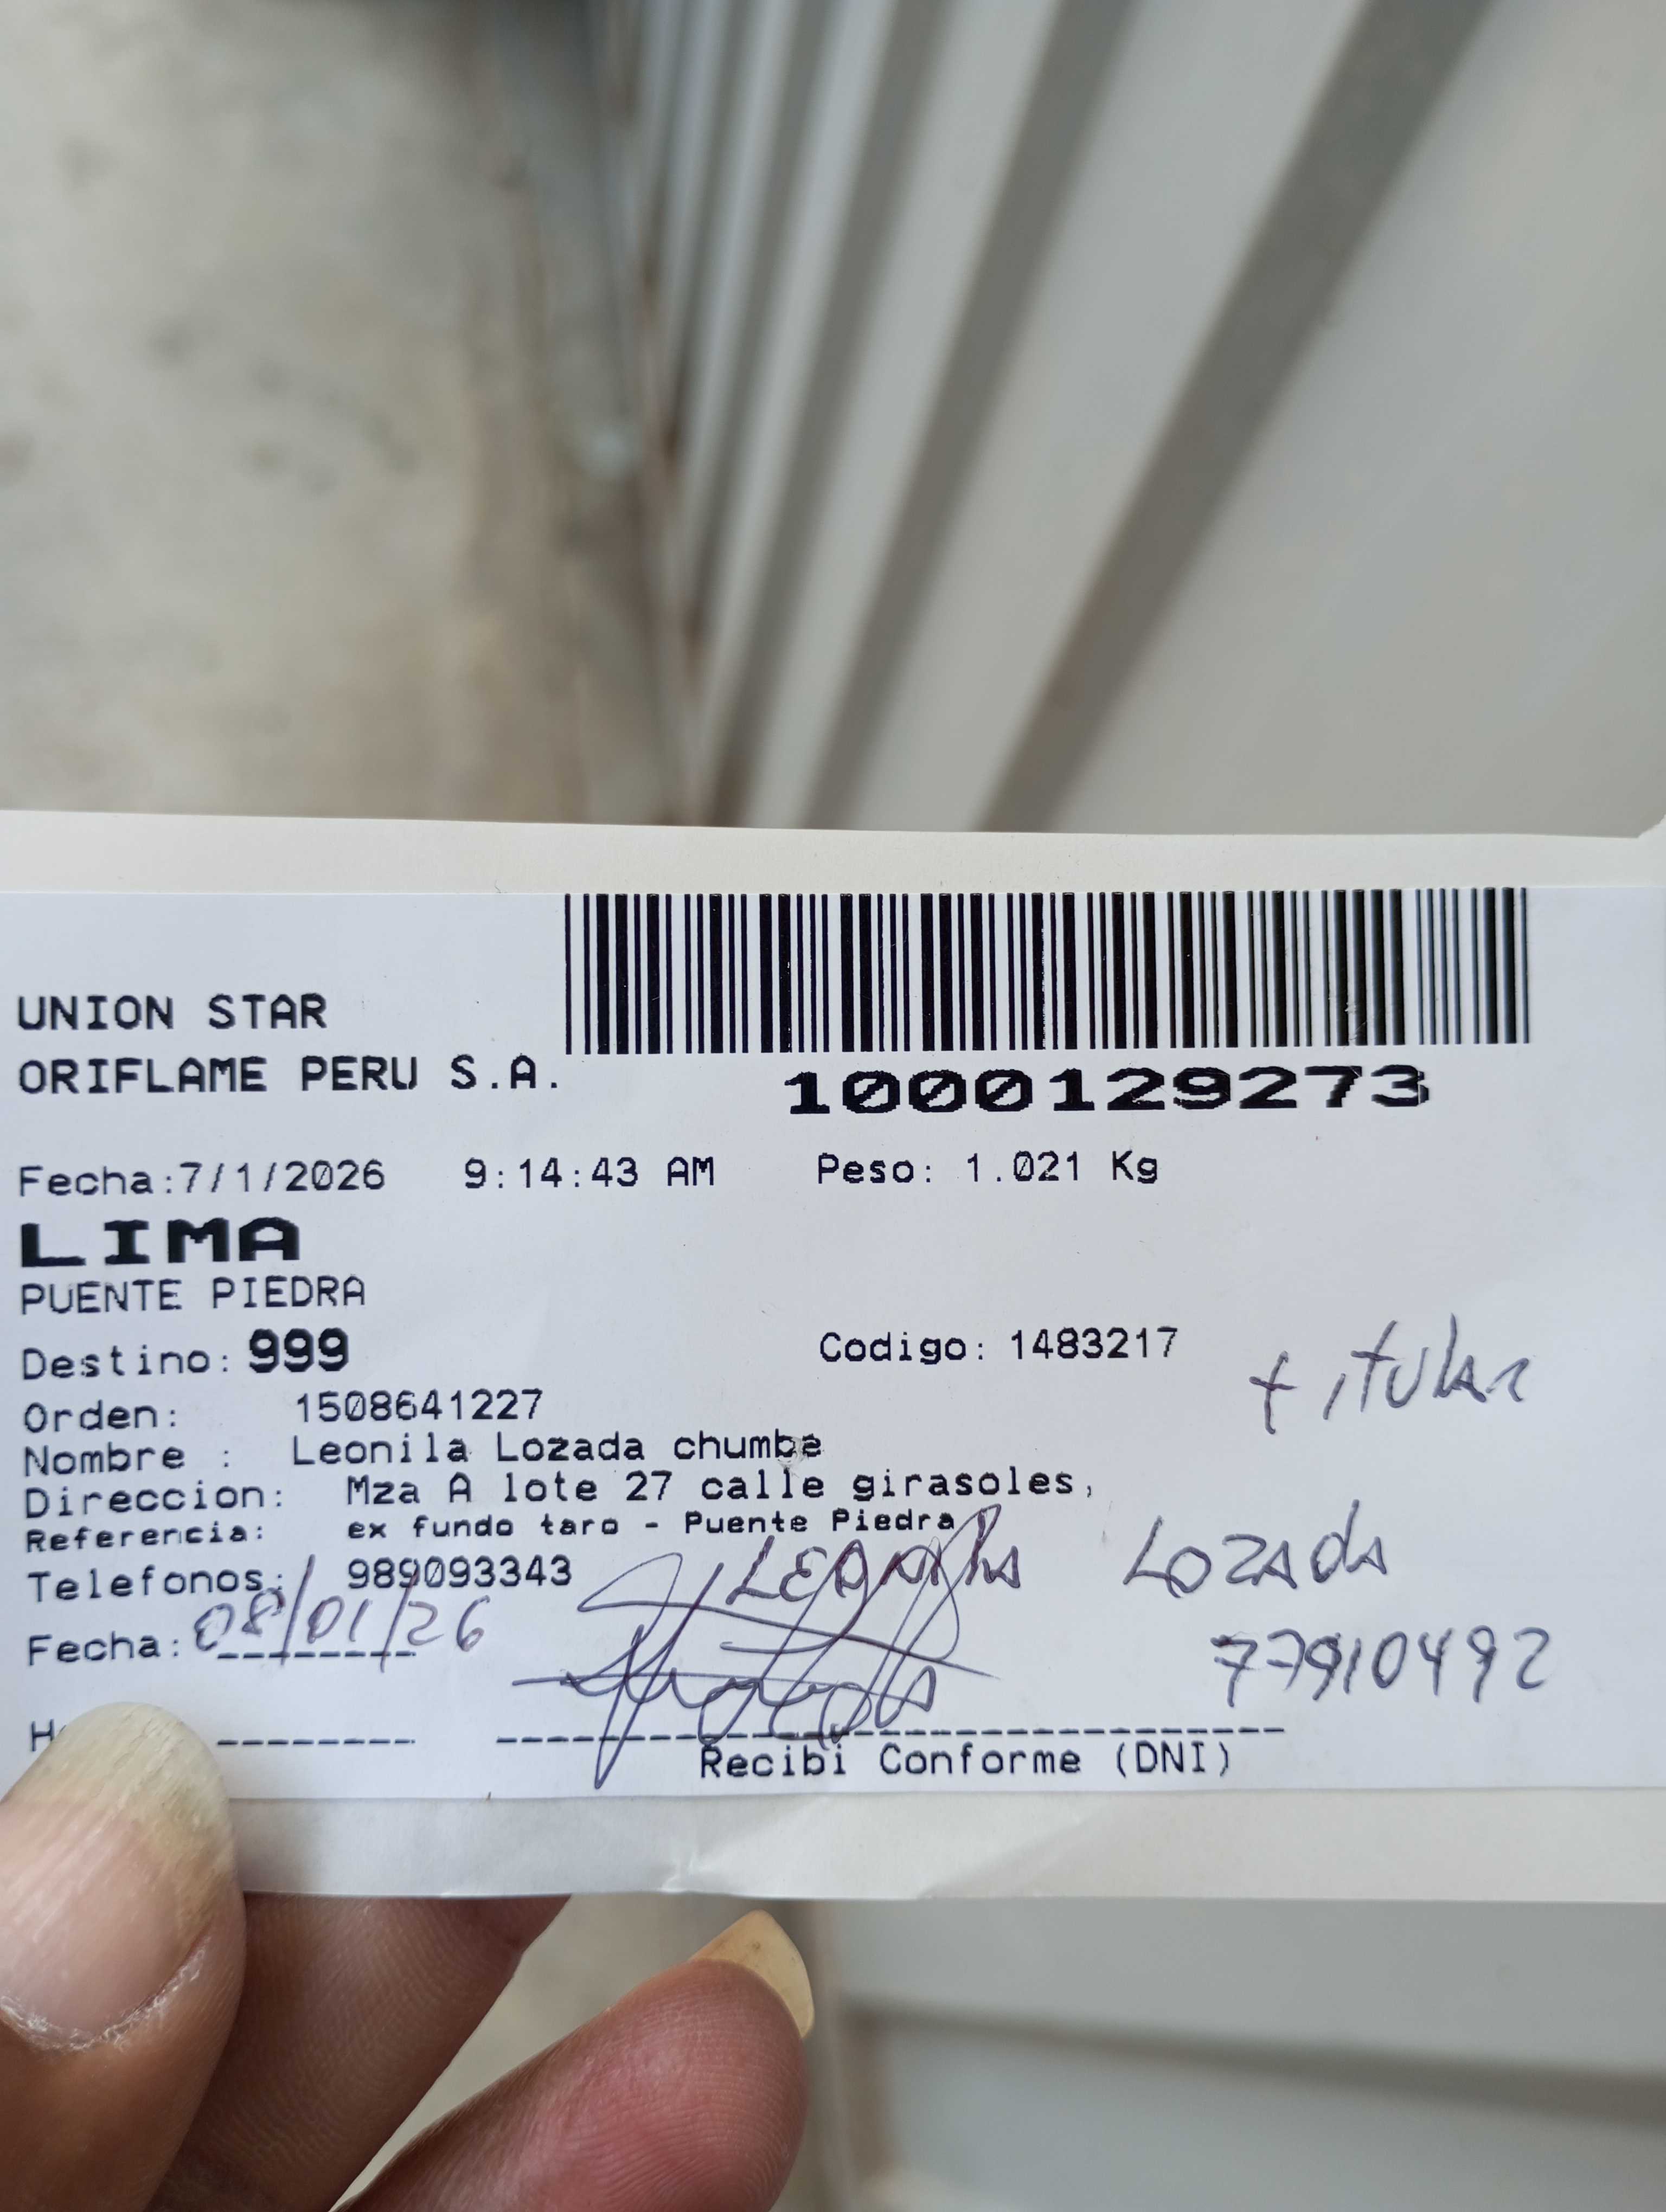 UNION STAR
ORIFLAME PERU S.A.
1000129273
Fecha:7/1/2026 9:14:43 AM Peso: 1.021 Kg
LIMA
PUENTE PIEDRA
Destino: 999 Codigo: 1483217
titular
Orden: 1508641227
Nombre : Leonila Lozada chumbe
Direccion: Mza A lote 27 calle girasoles,
Referencia: ex fundo taro - Puente Piedra
Telefonos: 989093343
Leonila Lozada
Fecha: 08/01/26
77910492
Recibi Conforme (DNI)